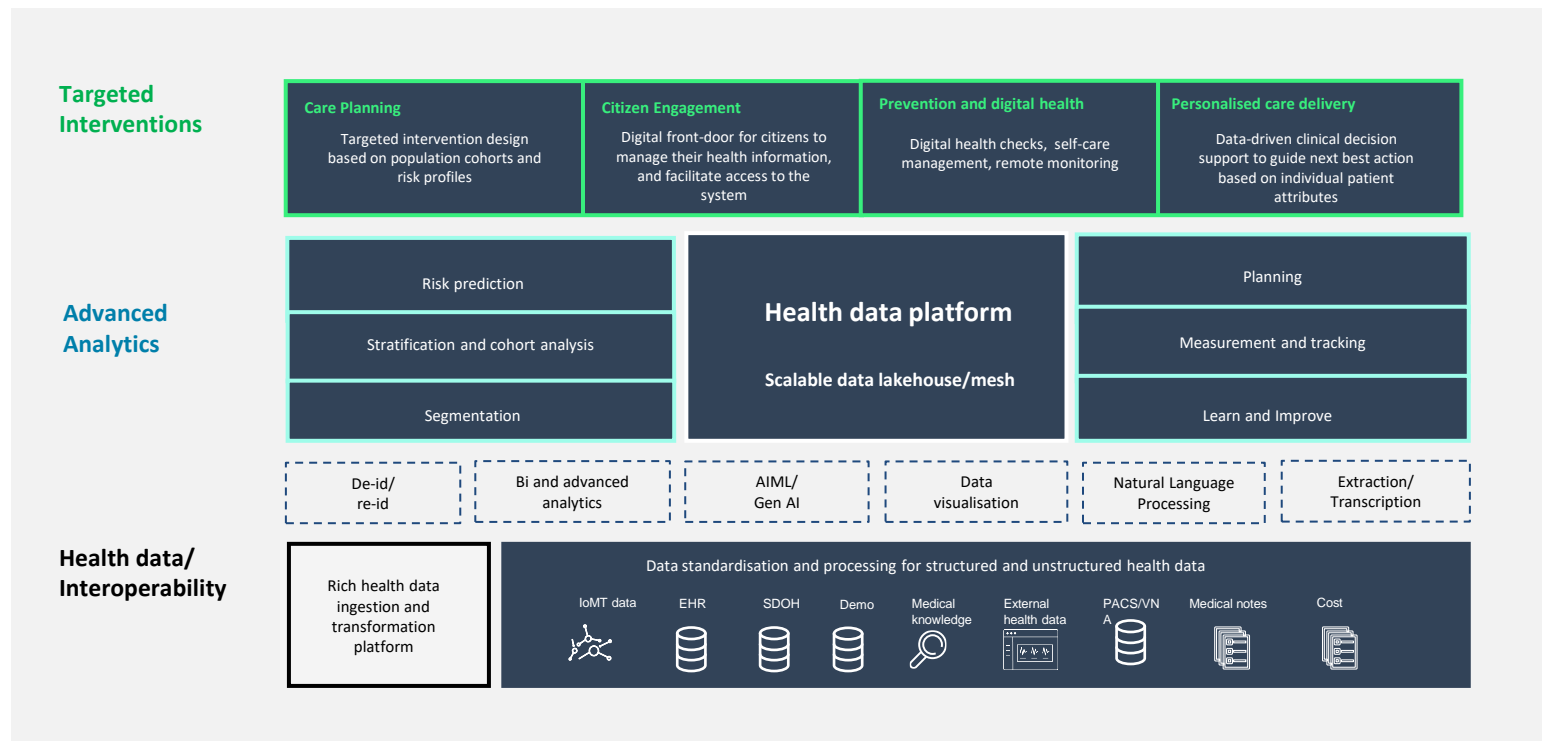 Targeted
Interventions
Care Planning
Targeted intervention design
based on population cohorts and
risk profiles
Citizen Engagement
Digital front-door for citizens to
manage their health information,
and facilitate access to the
system
Prevention and digital health
Digital health checks, self-care
management, remote monitoring
Personalised care delivery
Data-driven clinical decision
support to guide next best action
based on individual patient
attributes
Advanced
Analytics
Risk prediction
Stratification and cohort analysis
Segmentation
Health data platform
Scalable data lakehouse/mesh
Planning
Measurement and tracking
Learn and Improve
De-id/
re-id
Bi and advanced
analytics
AIML/
Gen AI
Data
visualisation
Natural Language
Processing
Extraction/
Transcription
Health data/
Interoperability
Rich health data
ingestion and
transformation
platform
Data standardisation and processing for structured and unstructured health data
IoMT data
EHR
SDOH
Demo
Medical
knowledge
External
health data
PACS/VN
A
Medical notes
Cost